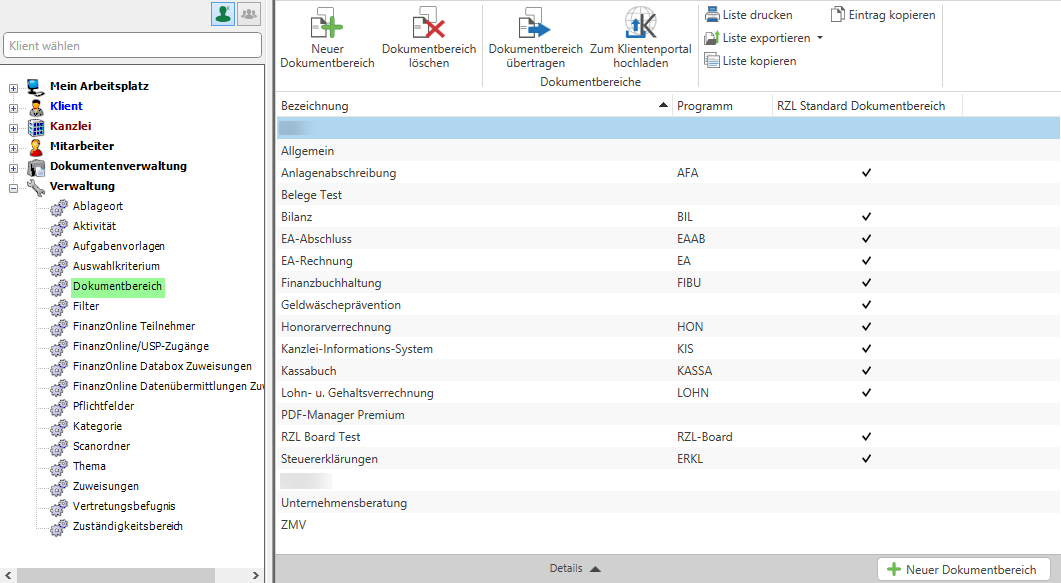 Klient wählen
Mein Arbeitsplatz
Klient
Kanzlei
Mitarbeiter
Dokumentenverwaltung
Verwaltung
Ablageort
Aktivität
Aufgabenvorlagen
Auswahlkriterium
Dokumentbereich
Filter
FinanzOnline Teilnehmer
FinanzOnline/USP-Zugänge
FinanzOnline Databox Zuweisungen
FinanzOnline Datenübermittlungen
Pflichtfelder
Kategorie
Scanordner
Thema
Zuweisungen
Vertretungsbefugnis
Zuständigkeitsbereich
Neuer
Dokumentbereich
Dokumentbereich
löschen
Dokumentbereich
übertragen
Zum Klientenportal
hochladen
Dokumentbereiche
Liste drucken
Liste exportieren
Liste kopieren
Eintrag kopieren
Bezeichnung Programm RZL Standard Dokumentbereich
Allgemein
Anlagenabschreibung AFA ✓
Belege Test
Bilanz BIL ✓
EA-Abschluss EAAB ✓
EA-Rechnung EA ✓
Finanzbuchhaltung FIBU ✓
Geldwäscheprävention ✓
Honorarverrechnung HON ✓
Kanzlei-Informations-System KIS ✓
Kassabuch KASSA ✓
Lohn- u. Gehaltsverrechnung LOHN ✓
PDF-Manager Premium
RZL Board Test RZL-Board ✓
Steuererklärungen ERKL ✓
Unternehmensberatung
ZMV
Details
Neuer Dokumentbereich